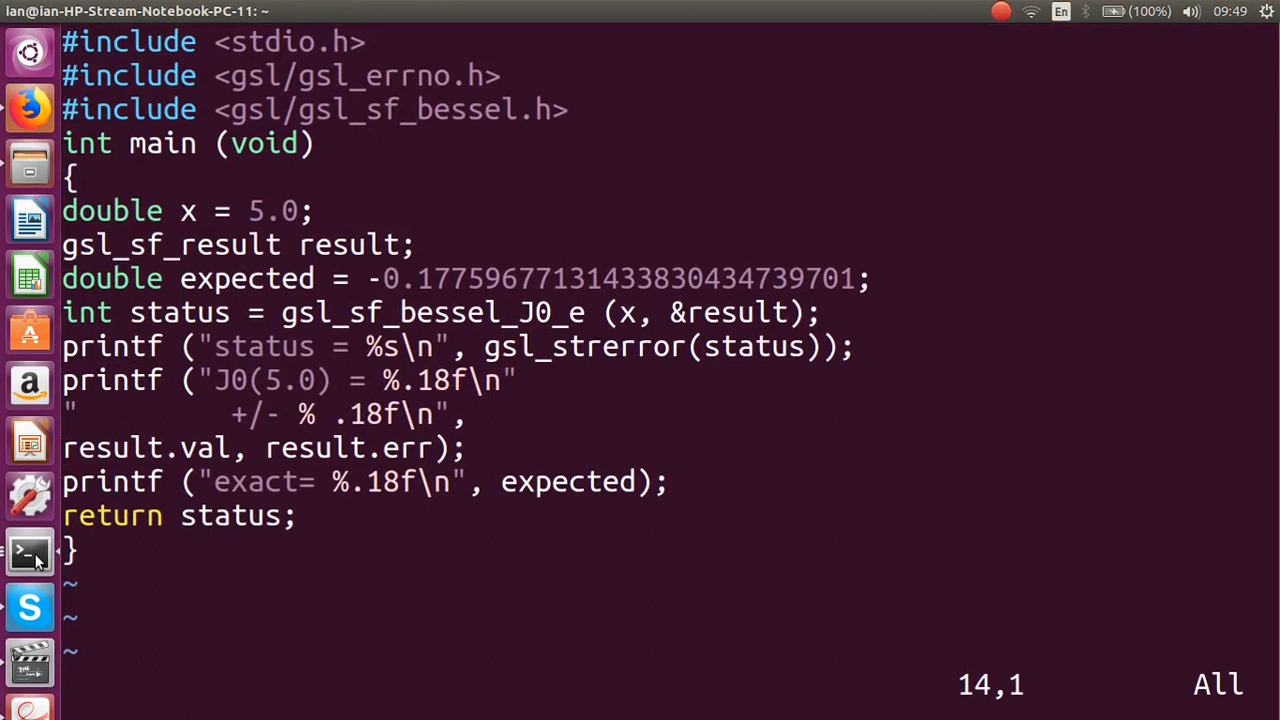 ian@ian-HP-Stream-Notebook-PC-11: ~ En (100%) 09:49
#include <stdio.h>
#include <gsl/gsl_errno.h>
#include <gsl/gsl_sf_bessel.h>
int main (void)
{
double x = 5.0;
gsl_sf_result result;
double expected = -0.17759677131433830434739701;
int status = gsl_sf_bessel_J0_e (x, &result);
printf ("status = %s\n", gsl_strerror(status));
printf ("J0(5.0) = %.18f\n"
"         +/- % .18f\n",
result.val, result.err);
printf ("exact= %.18f\n", expected);
return status;
}
~
~
~
14,1 All